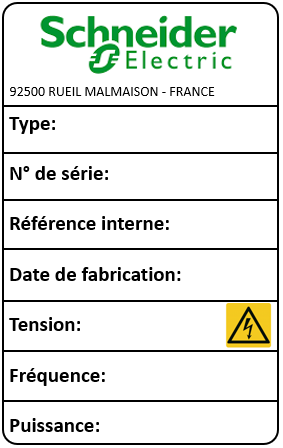 Schneider
Electric
92500 RUEIL MALMAISON - FRANCE
Type:
N° de série:
Référence interne:
Date de fabrication:
Tension:
Fréquence:
Puissance: